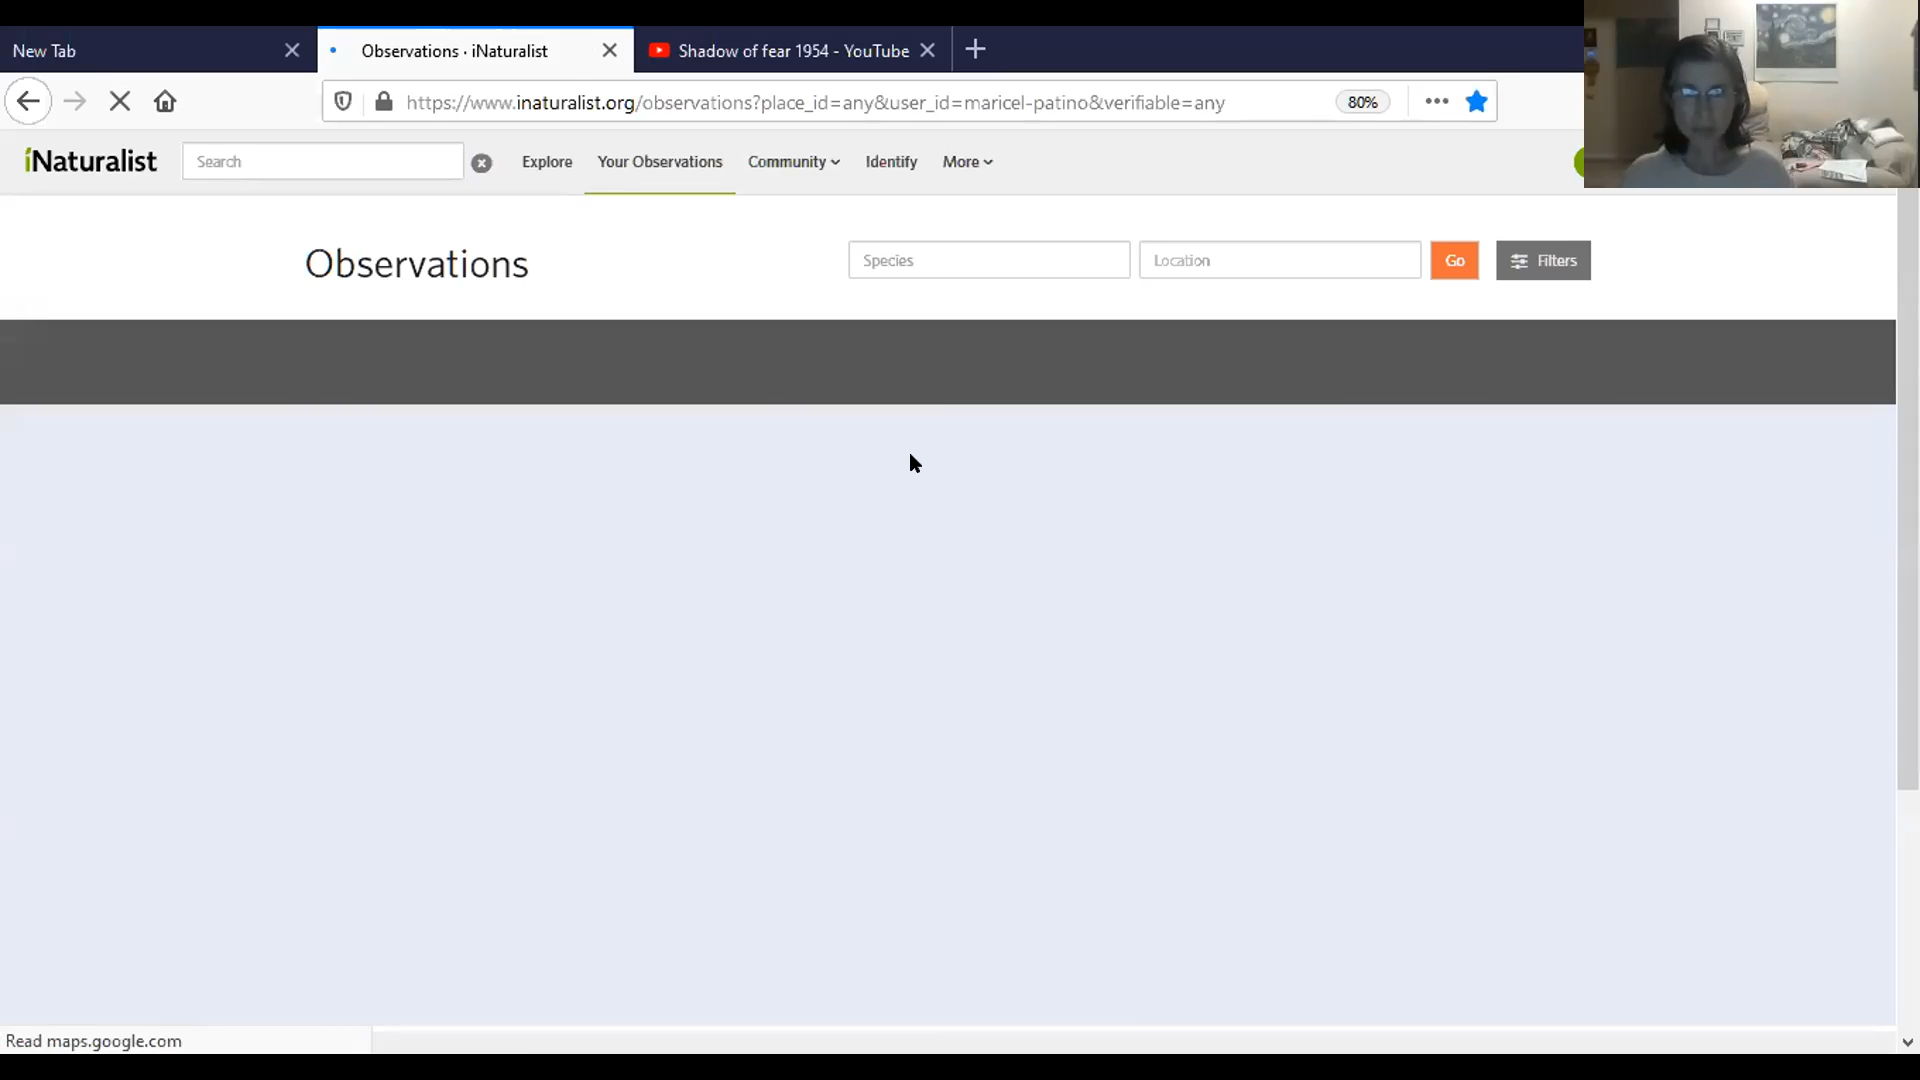 New Tab
Observations · iNaturalist
Shadow of fear 1954 - YouTube
https://www.inaturalist.org/observations?place_id=any&user_id=maricel-patino&verifiable=any
80%
iNaturalist
Search
Explore
Your Observations
Community
Identify
More
Observations
Species
Location
Go
Filters
Read maps.google.com